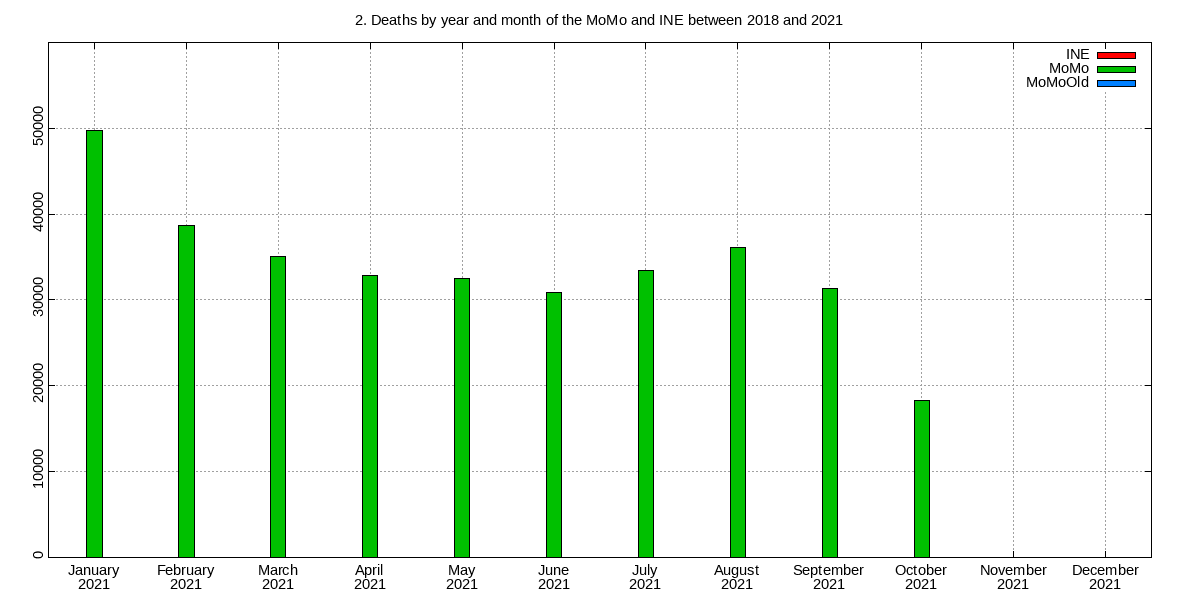 2. Deaths by year and month of the MoMo and INE between 2018 and 2021
INE
MoMo
MoMoOld
50000
40000
30000
20000
10000
0
January February March April May June July August September October November December
2021 2021 2021 2021 2021 2021 2021 2021 2021 2021 2021 2021